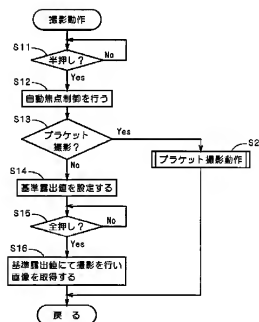 撮影動作
S11
半押し?
No
Yes
S12
自動焦点制御を行う
S13
ブラケット
撮影?
Yes
No
S2
ブラケット撮影動作
S14
基準露出値を設定する
S15
全押し?
No
Yes
S16
基準露出値にて撮影を行い
画像を取得する
戻る